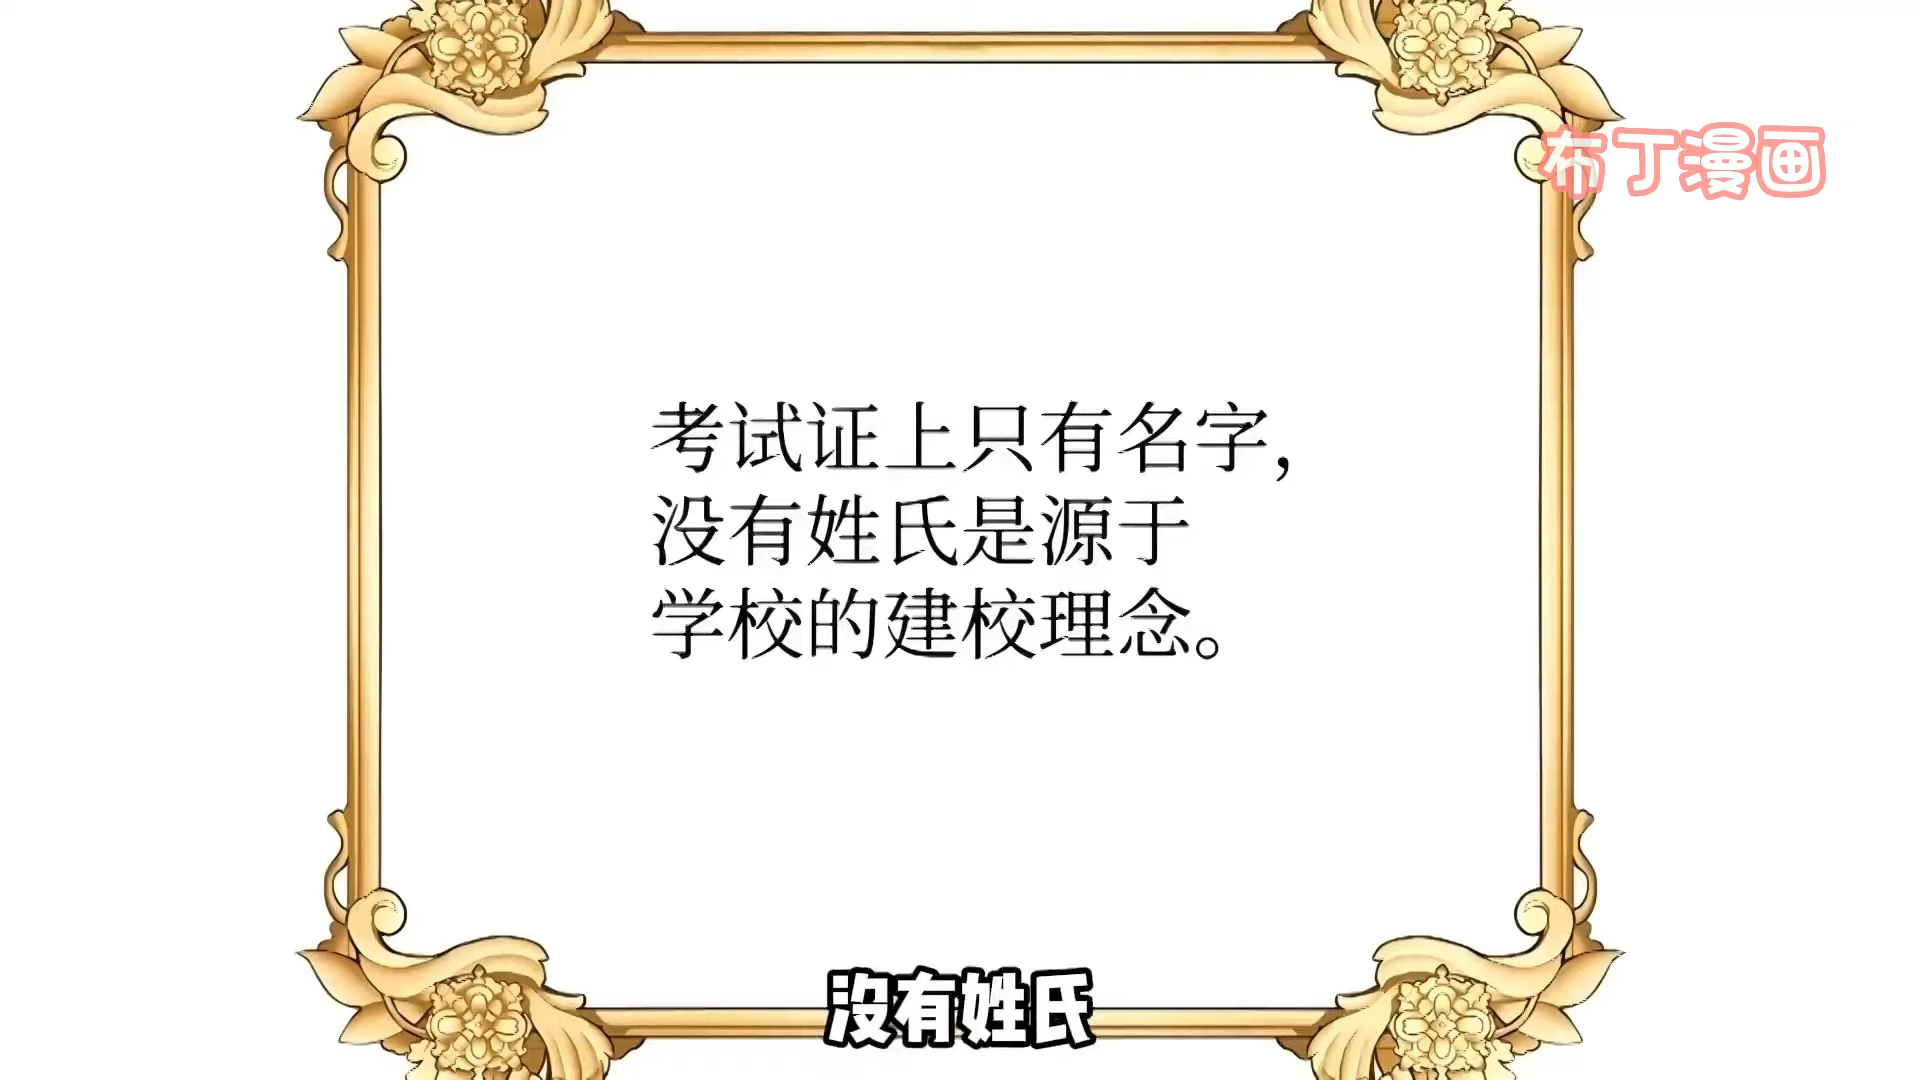 布丁漫画
考试证上只有名字，
没有姓氏是源于
学校的建校理念。
没有姓氏